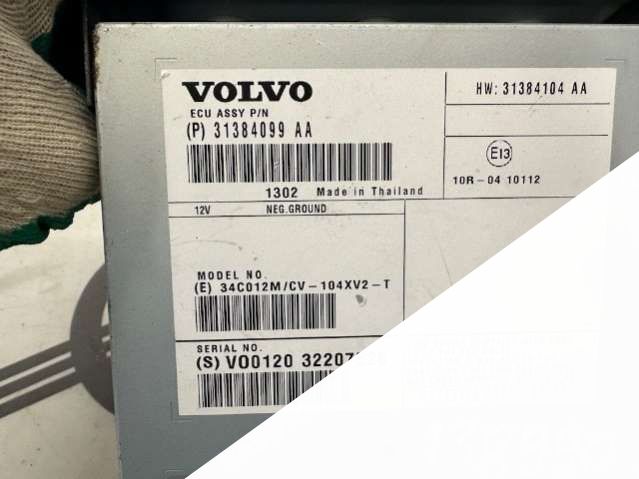 VOLVO
ECU ASSY P/N
(P) 31384099 AA
1302 Made in Thailand
HW: 31384104 AA
E13
10R-04 10112
12V NEG.GROUND
MODEL NO.
(E) 34C012M/CV-104XV2-T
SERIAL NO.
(S) V00120